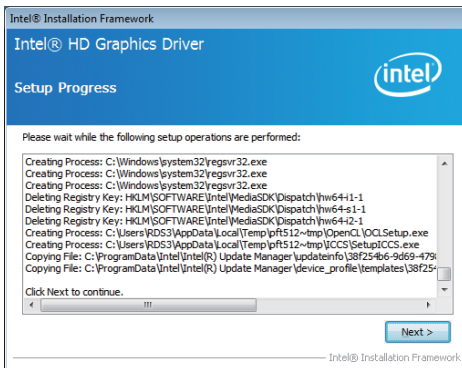 Intel® Installation Framework
Intel® HD Graphics Driver
intel
Setup Progress
Please wait while the following setup operations are performed:
Creating Process: C:\Windows\system32\regsvr32.exe
Creating Process: C:\Windows\system32\regsvr32.exe
Creating Process: C:\Windows\system32\regsvr32.exe
Deleting Registry Key: HKLM\SOFTWARE\Intel\MediaSDK\Dispatch\hw64-i1-1
Deleting Registry Key: HKLM\SOFTWARE\Intel\MediaSDK\Dispatch\hw64-s1-1
Deleting Registry Key: HKLM\SOFTWARE\Intel\MediaSDK\Dispatch\hw64-i2-1
Creating Process: C:\Users\RDS3\AppData\Local\Temp\pft512~tmp\OpenCL\OCLSetup.exe
Creating Process: C:\Users\RDS3\AppData\Local\Temp\pft512~tmp\ICCS\SetupICCS.exe
Copying File: C:\ProgramData\Intel\Intel(R) Update Manager\updateinfo\38f254b6-9d69-479
Copying File: C:\ProgramData\Intel\Intel(R) Update Manager\device_profile\templates\38f254
Click Next to continue.
Next >
Intel® Installation Framework